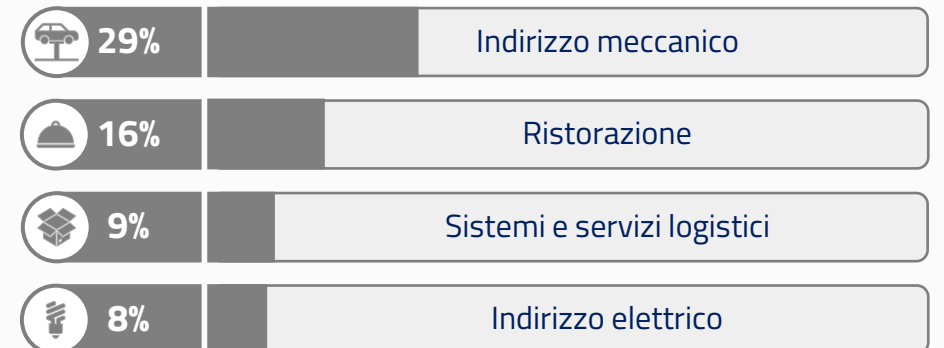 29% Indirizzo meccanico
16% Ristorazione
9% Sistemi e servizi logistici
8% Indirizzo elettrico